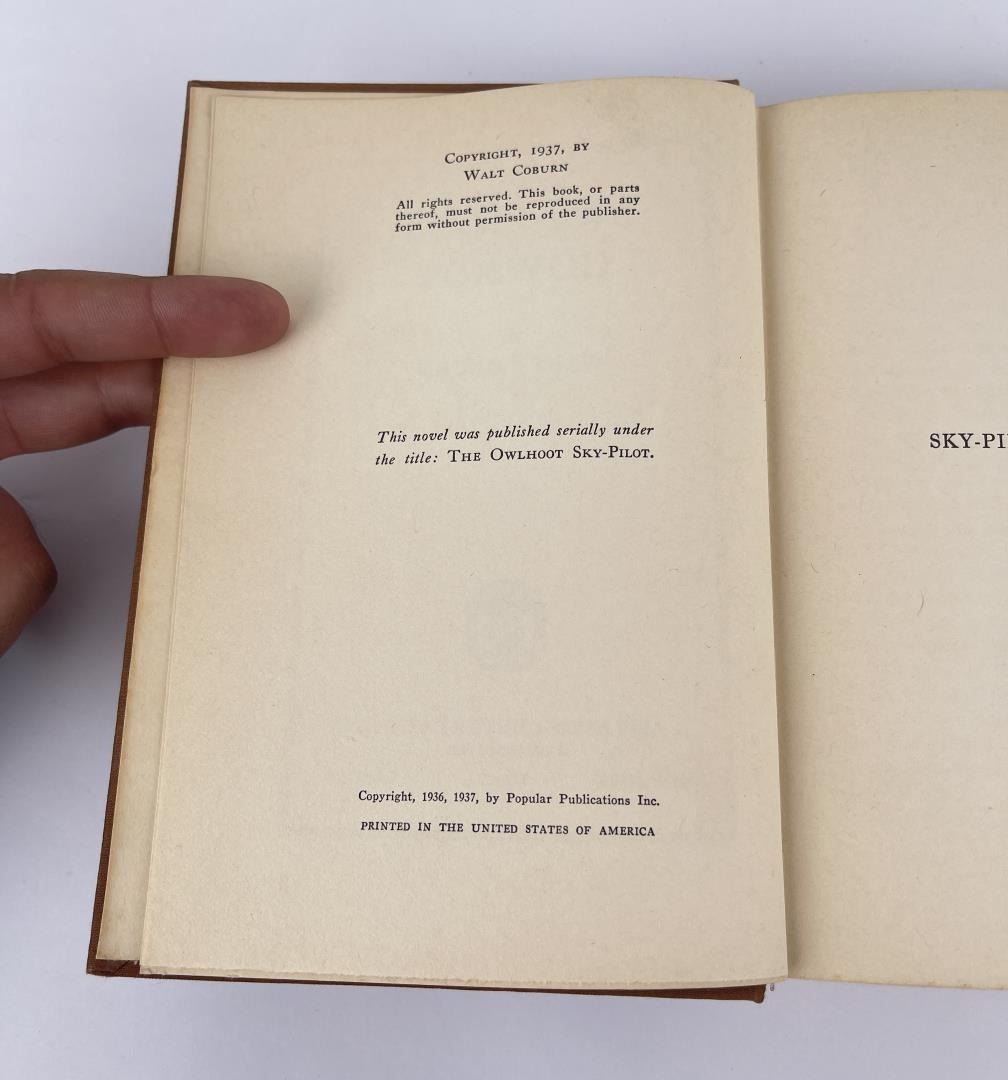 COPYRIGHT, 1937, BY
WALT COBURN
All rights reserved. This book, or parts
thereof, must not be reproduced in any
form without permission of the publisher.
This novel was published serially under
the title: THE OWLHOOT SKY-PILOT.
Copyright, 1936, 1937, by Popular Publications Inc.
PRINTED IN THE UNITED STATES OF AMERICA
SKY-PI